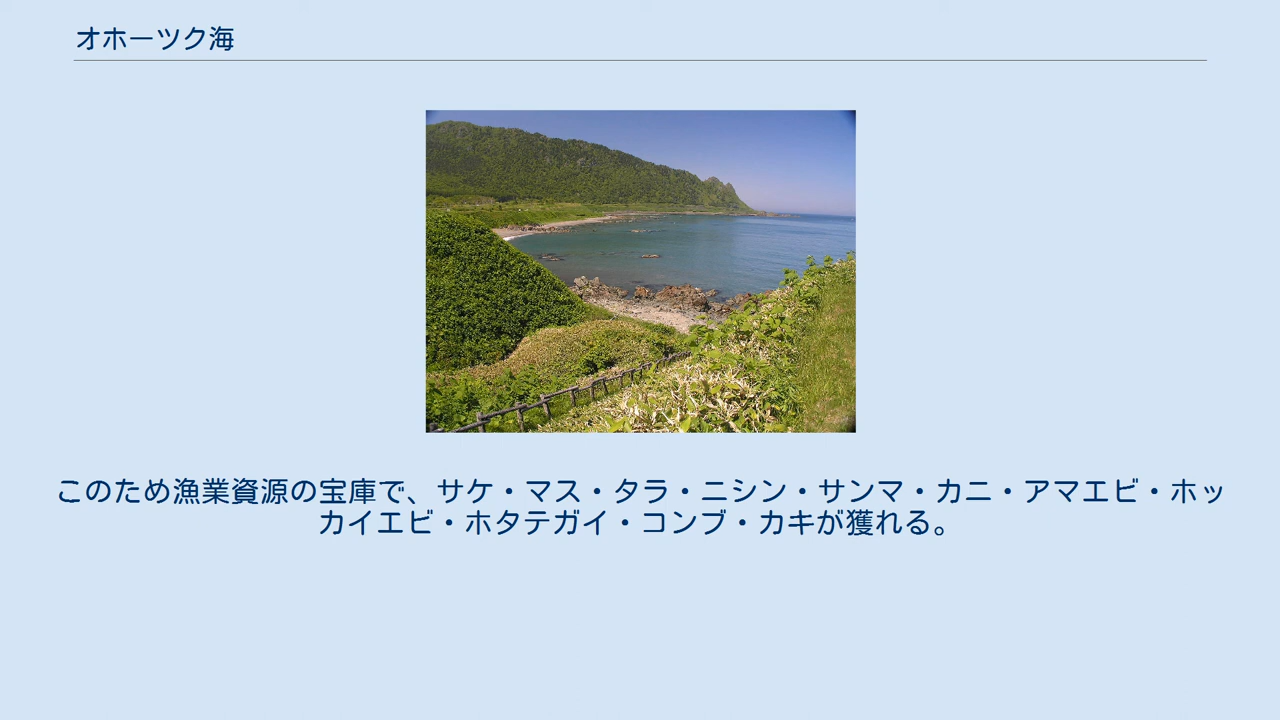 オホーツク海
このため漁業資源の宝庫で、サケ・マス・タラ・ニシン・サンマ・カニ・アマエビ・ホッ
カイエビ・ホタテガイ・コンブ・カキが獲れる。